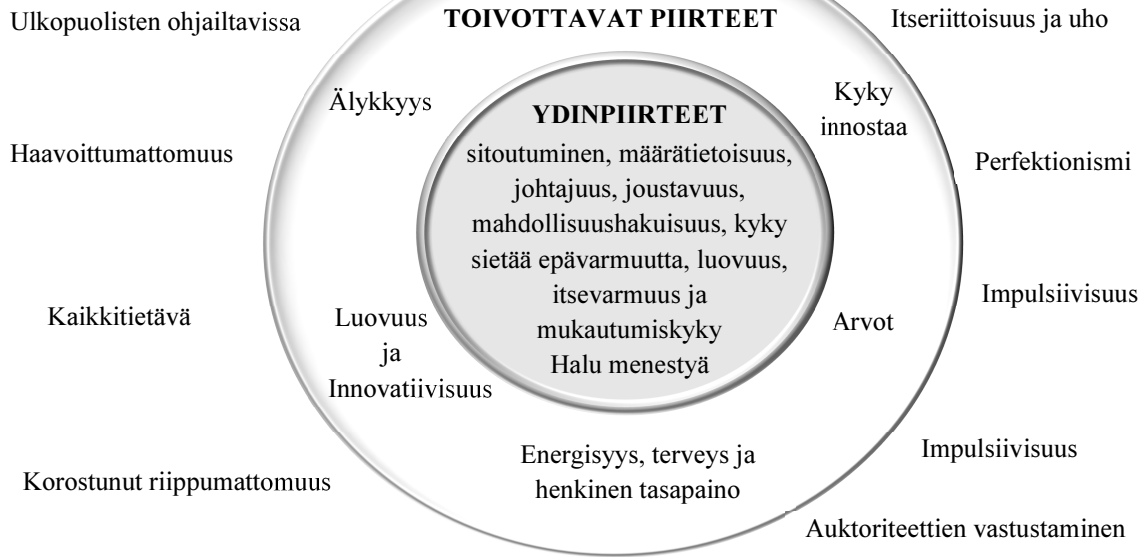 Ulkopuolisten ohjailtavissa
TOIVOTTAVAT PIIRTEET
Itseriittoisuus ja uho
Älykkyys
Kyky
innostaa
Haavoittumattomuus
Perfektionismi
YDINPIIRTEET
sitoutuminen, määrätietoisuus,
johtajuus, joustavuus,
mahdollisuushakuisuus, kyky
sietää epävarmuutta, luovuus,
itsevarmuus ja
mukautumiskyky
Halu menestyä
Kaikkitietävä
Luovuus
ja
Innovatiivisuus
Arvot
Impulsiivisuus
Korostunut riippumattomuus
Energisyys, terveys ja
henkinen tasapaino
Impulsiivisuus
Auktoriteettien vastustaminen